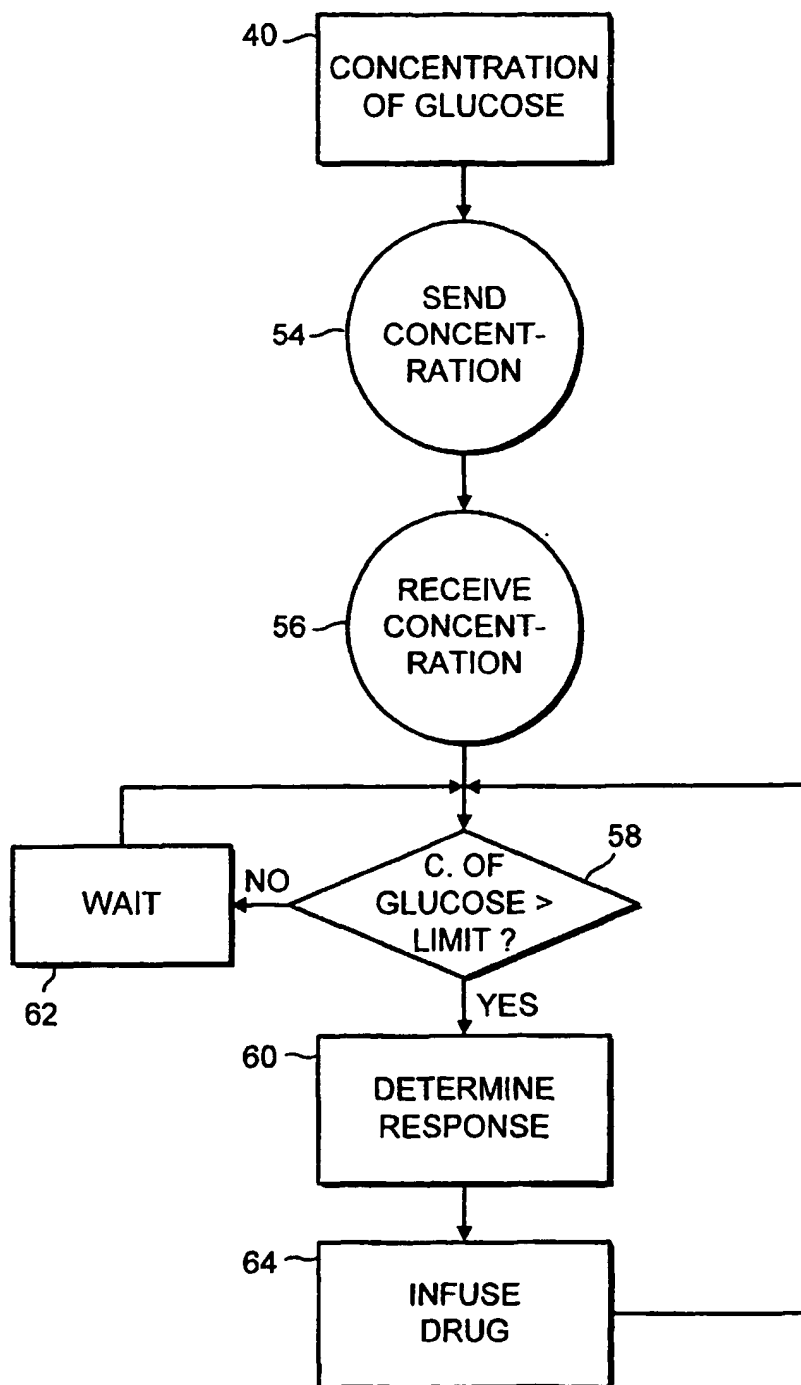 40
CONCENTRATION
OF GLUCOSE
54
SEND
CONCENT-
RATION
56
RECEIVE
CONCENT-
RATION
58
C. OF
GLUCOSE >
LIMIT ?
NO
WAIT
62
YES
60
DETERMINE
RESPONSE
64
INFUSE
DRUG